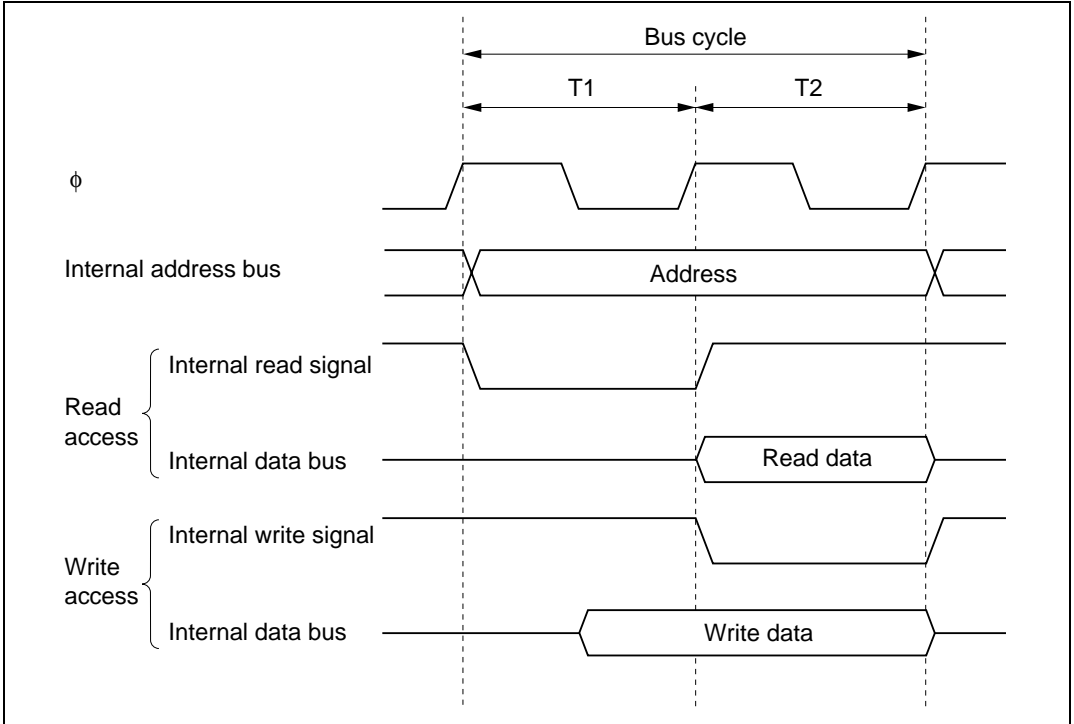 Bus cycle
T1
T2
ϕ
Internal address bus
Address
Internal read signal
Read
access
Internal data bus
Read data
Internal write signal
Write
access
Internal data bus
Write data